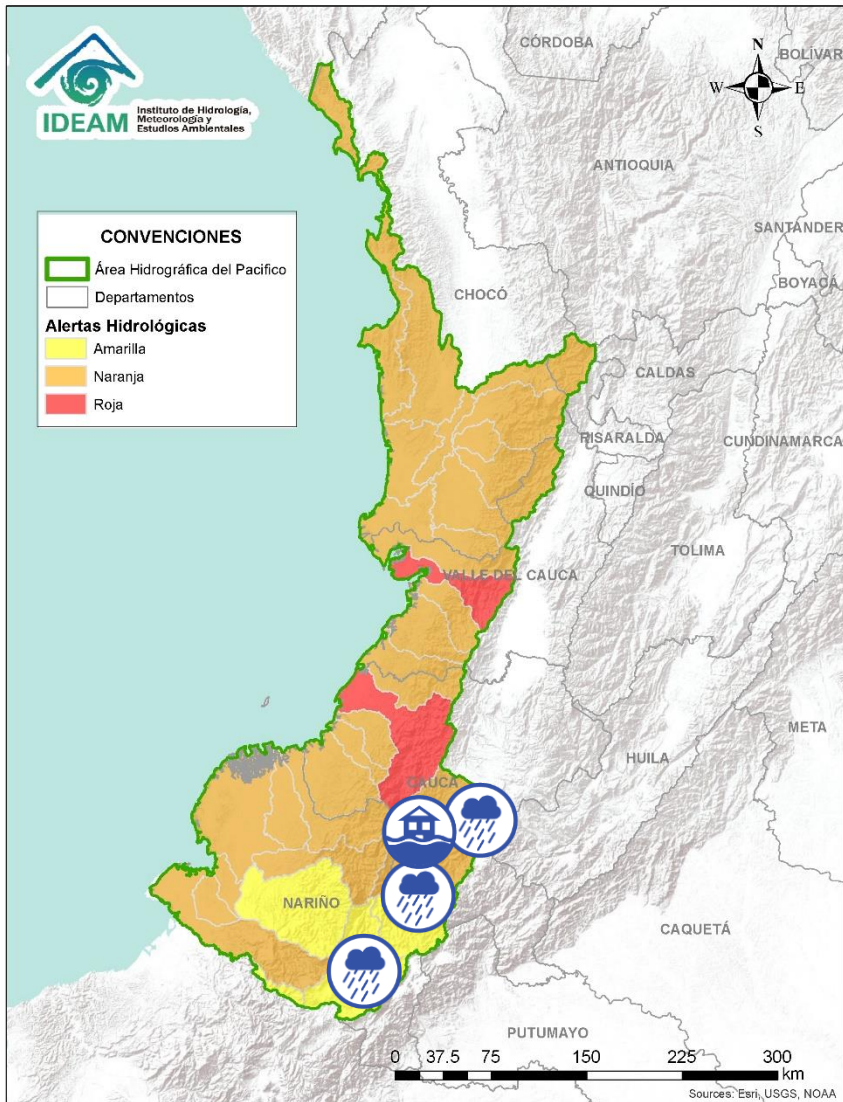 IDEAM
Instituto de Hidrología,
Meteorología y
Estudios Ambientales
CÓRDOBA
BOLÍVAR
N
W
E
S
ANTIOQUIA
SANTANDER
BOYACÁ
CONVENCIONES
Área Hidrográfica del Pacifico
Departamentos
Alertas Hidrológicas
Amarilla
Naranja
Roja
CHOCÓ
CALDAS
RISARALDA
CUNDINAMARCA
QUINDÍO
TOLIMA
VALLE DEL CAUCA
META
HUILA
CAUCA
NARIÑO
CAQUETÁ
PUTUMAYO
0 37.5 75 150 225 300
km
Sources: Esri, USGS, NOAA